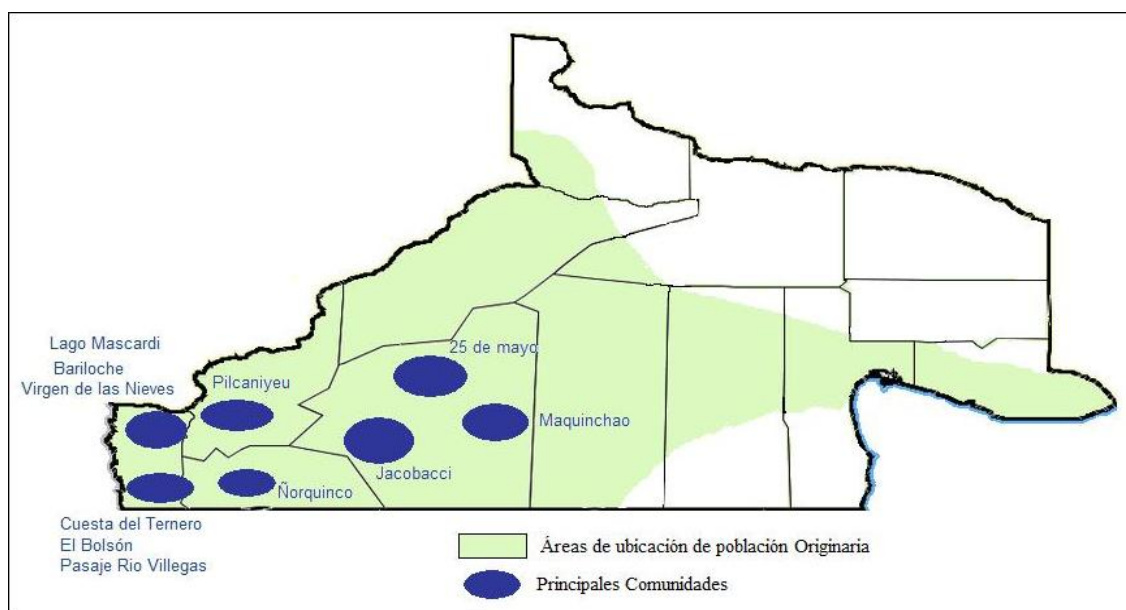 Lago Mascardi
Bariloche
Virgen de las Nieves
Pilcaniyeu
25 de mayo
Maquinchao
Jacobacci
Ñorquinco
Cuesta del Ternero
El Bolsón
Pasaje Rio Villegas
Áreas de ubicación de población Originaria
Principales Comunidades